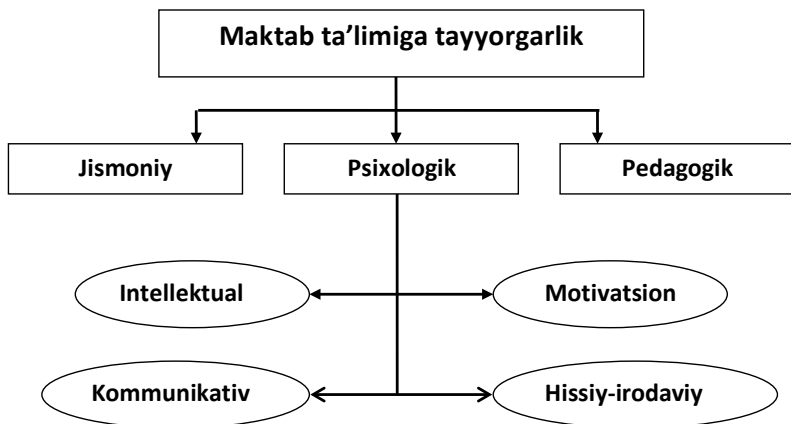 Maktab ta’limiga tayyorgarlik
Jismoniy
Psixologik
Pedagogik
Intellektual
Motivatsion
Kommunikativ
Hissiy-irodaviy